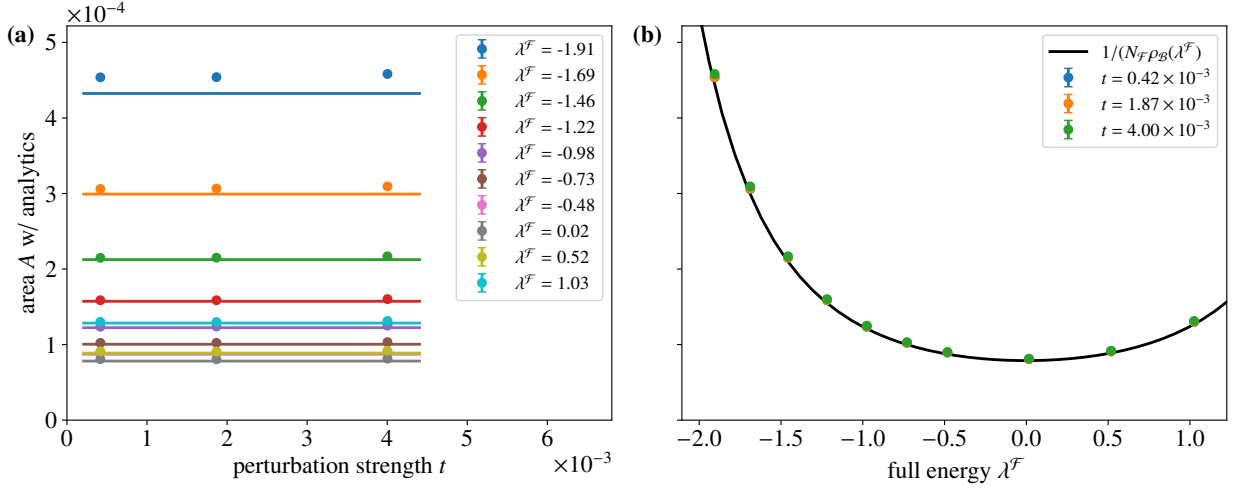 (a)
×10⁻⁴
5
4
3
2
1
0
area A w/ analytics
0
1
2
3
4
5
6
×10⁻³
perturbation strength t
λ^ℱ = -1.91
λ^ℱ = -1.69
λ^ℱ = -1.46
λ^ℱ = -1.22
λ^ℱ = -0.98
λ^ℱ = -0.73
λ^ℱ = -0.48
λ^ℱ = 0.02
λ^ℱ = 0.52
λ^ℱ = 1.03
(b)
1/(N_ℱρ_ℬ(λ^ℱ)
t = 0.42 × 10⁻³
t = 1.87 × 10⁻³
t = 4.00 × 10⁻³
−2.0
−1.5
−1.0
−0.5
0.0
0.5
1.0
full energy λ^ℱ